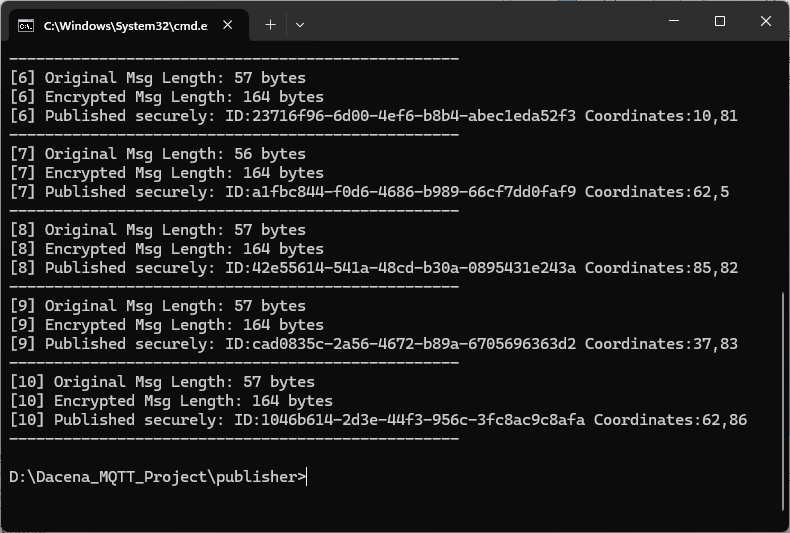 C:\Windows\System32\cmd.e
--------------------------------------------------
[6] Original Msg Length: 57 bytes
[6] Encrypted Msg Length: 164 bytes
[6] Published securely: ID:23716f96-6d00-4ef6-b8b4-abec1eda52f3 Coordinates:10,81
--------------------------------------------------
[7] Original Msg Length: 56 bytes
[7] Encrypted Msg Length: 164 bytes
[7] Published securely: ID:a1fbc844-f0d6-4686-b989-66cf7dd0faf9 Coordinates:62,5
--------------------------------------------------
[8] Original Msg Length: 57 bytes
[8] Encrypted Msg Length: 164 bytes
[8] Published securely: ID:42e55614-541a-48cd-b30a-0895431e243a Coordinates:85,82
--------------------------------------------------
[9] Original Msg Length: 57 bytes
[9] Encrypted Msg Length: 164 bytes
[9] Published securely: ID:cad0835c-2a56-4672-b89a-6705696363d2 Coordinates:37,83
--------------------------------------------------
[10] Original Msg Length: 57 bytes
[10] Encrypted Msg Length: 164 bytes
[10] Published securely: ID:1046b614-2d3e-44f3-956c-3fc8ac9c8afa Coordinates:62,86
--------------------------------------------------
D:\Dacena_MQTT_Project\publisher>